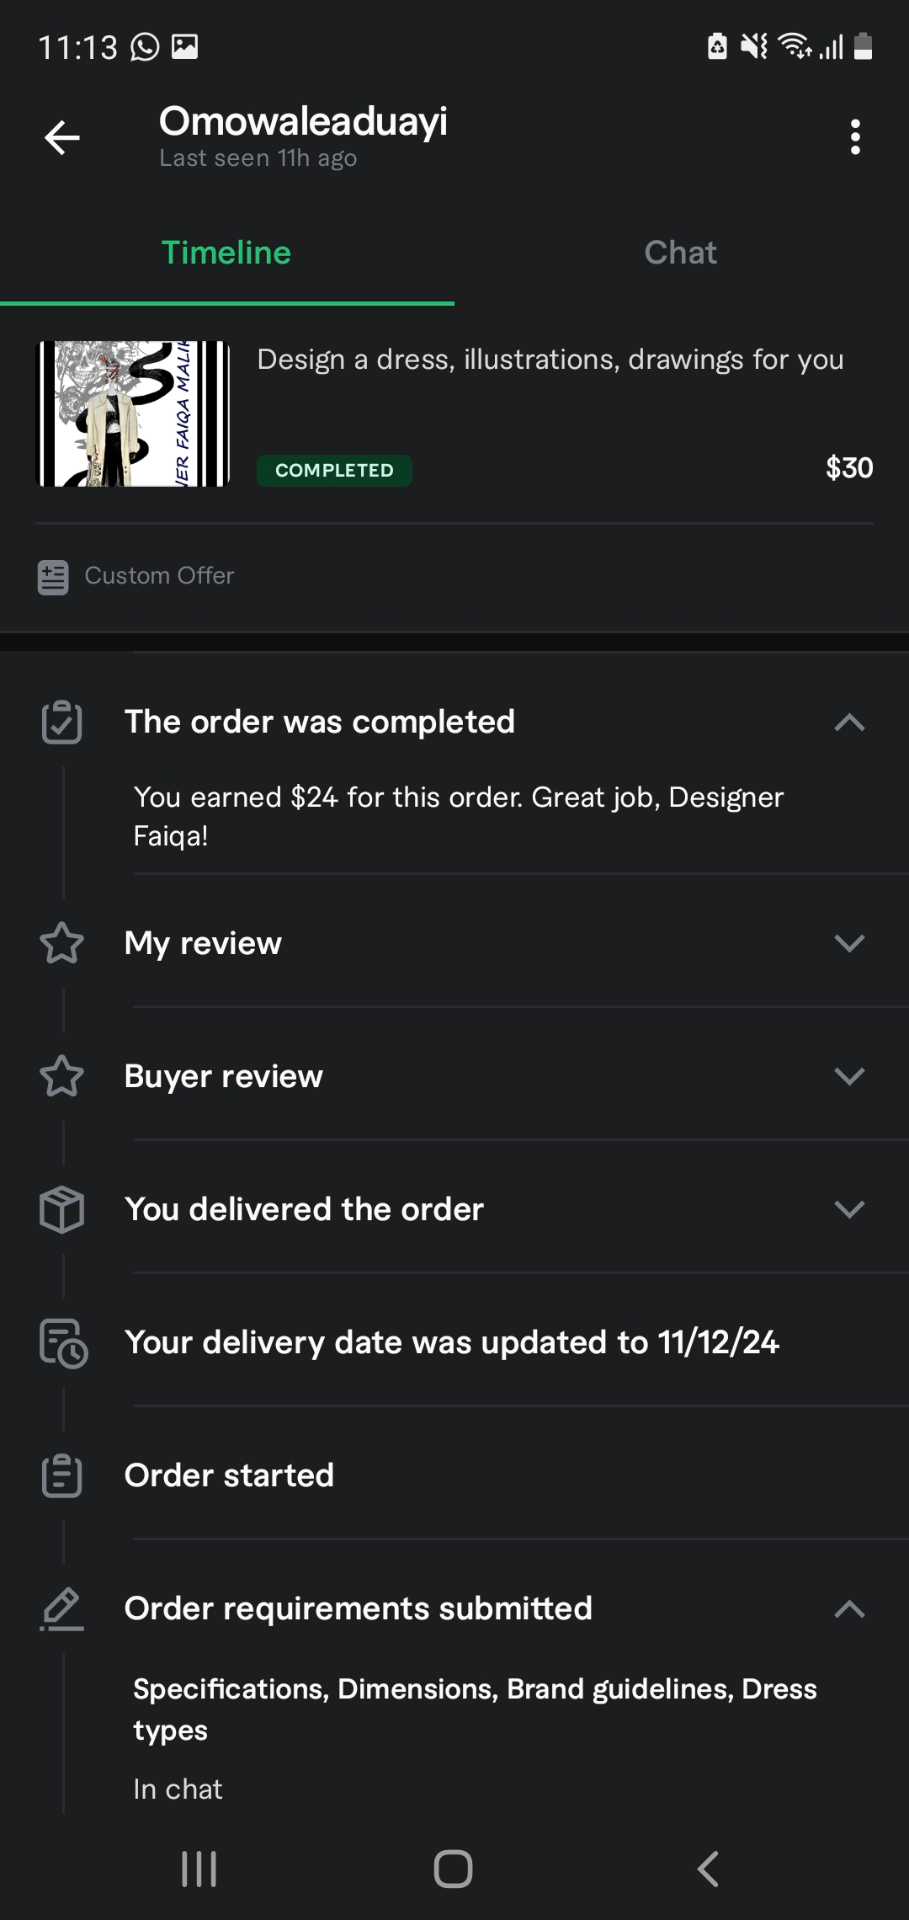 11:13
Omowaleaduayi
Last seen 11h ago
Timeline
Chat
NER FAIQA MALIK
Design a dress, illustrations, drawings for you
COMPLETED
$30
Custom Offer
The order was completed
You earned $24 for this order. Great job, Designer
Faiqa!
My review
Buyer review
You delivered the order
Your delivery date was updated to 11/12/24
Order started
Order requirements submitted
Specifications, Dimensions, Brand guidelines, Dress
types
In chat